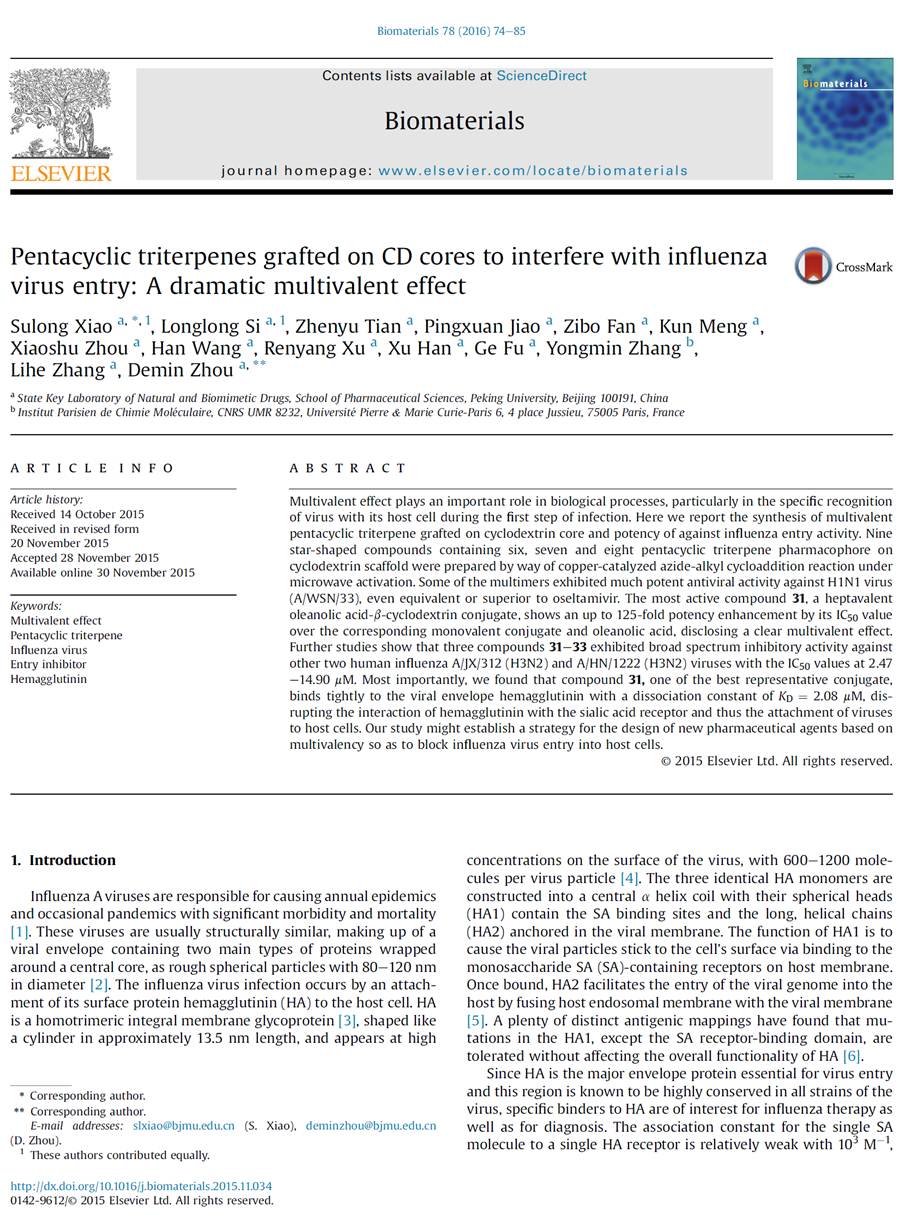 Biomaterials 78 (2016) 74–85
Contents lists available at ScienceDirect
Biomaterials
journal homepage: www.elsevier.com/locate/biomaterials
ELSEVIER
Biomaterials
Pentacyclic triterpenes grafted on CD cores to interfere with influenza
virus entry: A dramatic multivalent effect
CrossMark
Sulong Xiao a, *, 1, Longlong Si a, 1, Zhenyu Tian a, Pingxuan Jiao a, Zibo Fan a, Kun Meng a,
Xiaoshu Zhou a, Han Wang a, Renyang Xu a, Xu Han a, Ge Fu a, Yongmin Zhang b,
Lihe Zhang a, Demin Zhou a, **
a State Key Laboratory of Natural and Biomimetic Drugs, School of Pharmaceutical Sciences, Peking University, Beijing 100191, China
b Institut Parisien de Chimie Moléculaire, CNRS UMR 8232, Université Pierre & Marie Curie-Paris 6, 4 place Jussieu, 75005 Paris, France
ARTICLE INFO
Article history:
Received 14 October 2015
Received in revised form
20 November 2015
Accepted 28 November 2015
Available online 30 November 2015
Keywords:
Multivalent effect
Pentacyclic triterpene
Influenza virus
Entry inhibitor
Hemagglutinin
ABSTRACT
Multivalent effect plays an important role in biological processes, particularly in the specific recognition
of virus with its host cell during the first step of infection. Here we report the synthesis of multivalent
pentacyclic triterpene grafted on cyclodextrin core and potency of against influenza entry activity. Nine
star-shaped compounds containing six, seven and eight pentacyclic triterpene pharmacophore on
cyclodextrin scaffold were prepared by way of copper-catalyzed azide-alkyl cycloaddition reaction under
microwave activation. Some of the multimers exhibited much potent antiviral activity against H1N1 virus
(A/WSN/33), even equivalent or superior to oseltamivir. The most active compound 31, a heptavalent
oleanolic acid-β-cyclodextrin conjugate, shows an up to 125-fold potency enhancement by its IC50 value
over the corresponding monovalent conjugate and oleanolic acid, disclosing a clear multivalent effect.
Further studies show that three compounds 31–33 exhibited broad spectrum inhibitory activity against
other two human influenza A/JX/312 (H3N2) and A/HN/1222 (H3N2) viruses with the IC50 values at 2.47
–14.90 μM. Most importantly, we found that compound 31, one of the best representative conjugate,
binds tightly to the viral envelope hemagglutinin with a dissociation constant of KD = 2.08 μM, dis-
rupting the interaction of hemagglutinin with the sialic acid receptor and thus the attachment of viruses
to host cells. Our study might establish a strategy for the design of new pharmaceutical agents based on
multivalency so as to block influenza virus entry into host cells.
© 2015 Elsevier Ltd. All rights reserved.
1. Introduction
Influenza A viruses are responsible for causing annual epidemics
and occasional pandemics with significant morbidity and mortality
[1]. These viruses are usually structurally similar, making up of a
viral envelope containing two main types of proteins wrapped
around a central core, as rough spherical particles with 80–120 nm
in diameter [2]. The influenza virus infection occurs by an attach-
ment of its surface protein hemagglutinin (HA) to the host cell. HA
is a homotrimeric integral membrane glycoprotein [3], shaped like
a cylinder in approximately 13.5 nm length, and appears at high
concentrations on the surface of the virus, with 600–1200 mole-
cules per virus particle [4]. The three identical HA monomers are
constructed into a central α helix coil with their spherical heads
(HA1) contain the SA binding sites and the long, helical chains
(HA2) anchored in the viral membrane. The function of HA1 is to
cause the viral particles stick to the cell's surface via binding to the
monosaccharide SA (SA)-containing receptors on host membrane.
Once bound, HA2 facilitates the entry of the viral genome into the
host by fusing host endosomal membrane with the viral membrane
[5]. A plenty of distinct antigenic mappings have found that mu-
tations in the HA1, except the SA receptor-binding domain, are
tolerated without affecting the overall functionality of HA [6].
Since HA is the major envelope protein essential for virus entry
and this region is known to be highly conserved in all strains of the
virus, specific binders to HA are of interest for influenza therapy as
well as for diagnosis. The association constant for the single SA
molecule to a single HA receptor is relatively weak with 10³ M⁻¹,
* Corresponding author.
** Corresponding author.
E-mail addresses: slxiao@bjmu.edu.cn (S. Xiao), deminzhou@bjmu.edu.cn
(D. Zhou).
1 These authors contributed equally.
http://dx.doi.org/10.1016/j.biomaterials.2015.11.034
0142-9612/© 2015 Elsevier Ltd. All rights reserved.